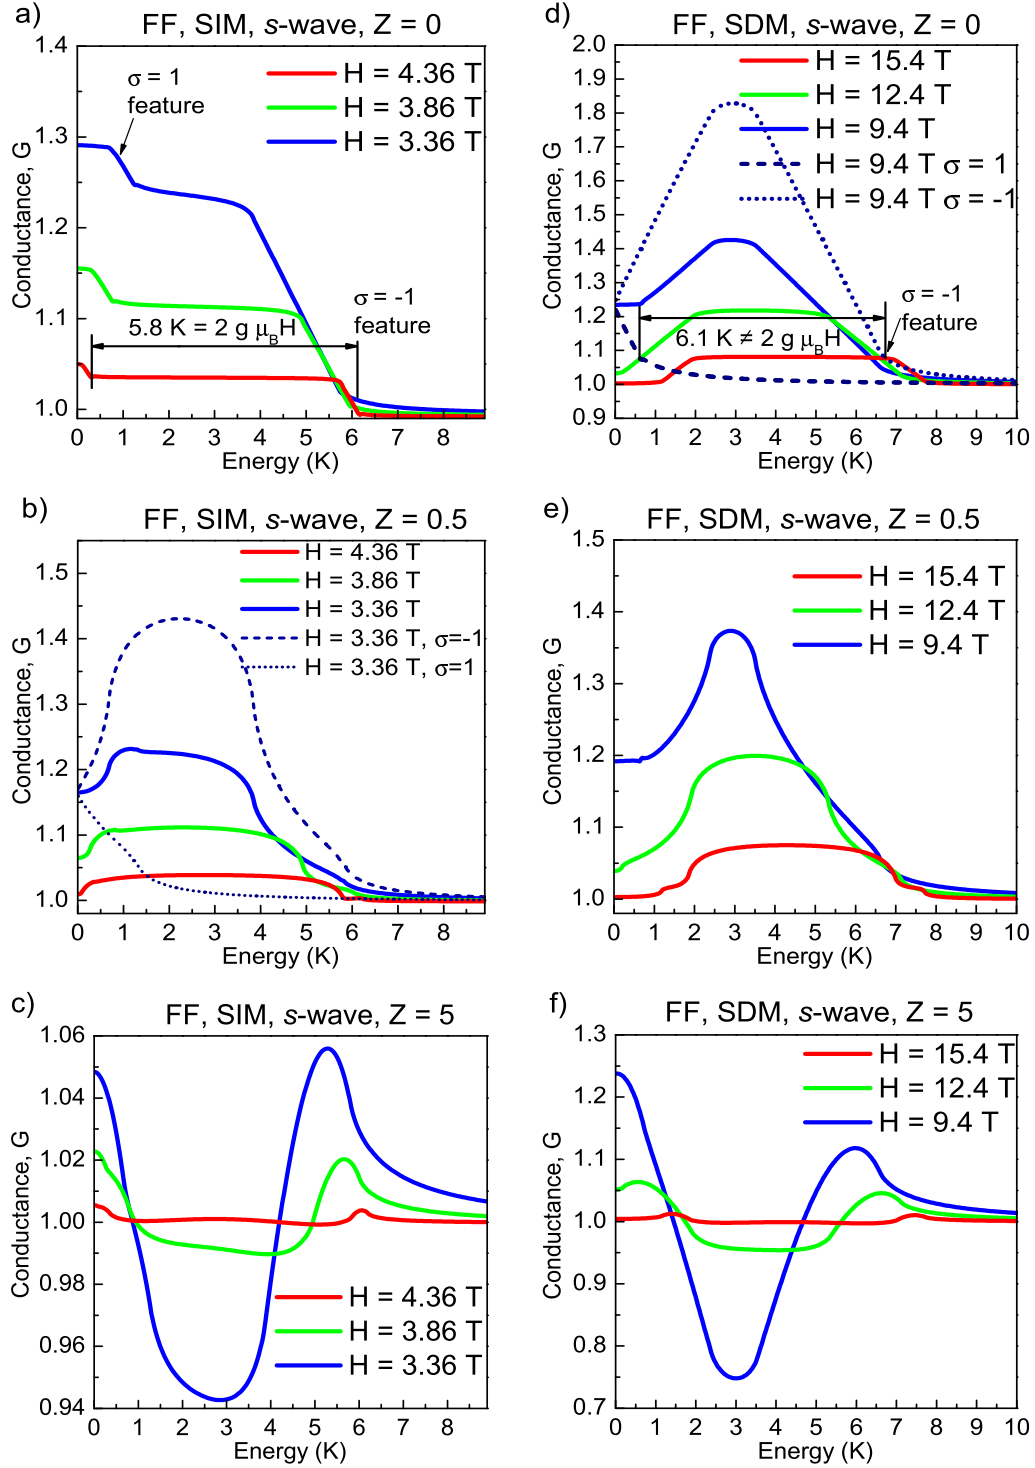 a)
FF, SIM, s-wave, Z = 0
1.4
1.3
1.2
1.1
1.0
Conductance, G
σ = 1
feature
H = 4.36 T
H = 3.86 T
H = 3.36 T
5.8 K = 2 g μBH
σ = -1
feature
0 1 2 3 4 5 6 7 8
Energy (K)
d)
FF, SDM, s-wave, Z = 0
2.0
1.9
1.8
1.7
1.6
1.5
1.4
1.3
1.2
1.1
1.0
0.9
Conductance, G
H = 15.4 T
H = 12.4 T
H = 9.4 T
H = 9.4 T σ = 1
H = 9.4 T σ = -1
σ = -1
feature
6.1 K ≠ 2 g μBH
0 1 2 3 4 5 6 7 8 9 10
Energy (K)
b)
FF, SIM, s-wave, Z = 0.5
1.5
1.4
1.3
1.2
1.1
1.0
Conductance, G
H = 4.36 T
H = 3.86 T
H = 3.36 T
H = 3.36 T, σ=-1
H = 3.36 T, σ=1
0 1 2 3 4 5 6 7 8
Energy (K)
e)
FF, SDM, s-wave, Z = 0.5
1.5
1.4
1.3
1.2
1.1
1.0
Conductance, G
H = 15.4 T
H = 12.4 T
H = 9.4 T
0 1 2 3 4 5 6 7 8 9 10
Energy (K)
c)
FF, SIM, s-wave, Z = 5
1.06
1.04
1.02
1.00
0.98
0.96
0.94
Conductance, G
H = 4.36 T
H = 3.86 T
H = 3.36 T
0 1 2 3 4 5 6 7 8
Energy (K)
f)
FF, SDM, s-wave, Z = 5
1.3
1.2
1.1
1.0
0.9
0.8
0.7
Conductance, G
H = 15.4 T
H = 12.4 T
H = 9.4 T
0 1 2 3 4 5 6 7 8 9 10
Energy (K)